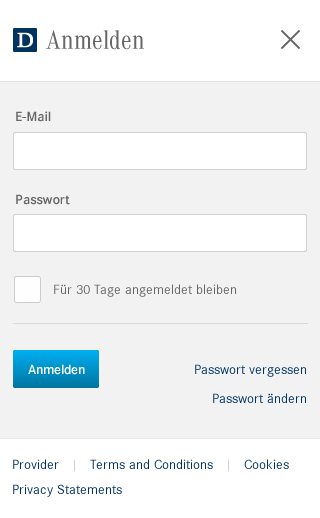 D Anmelden
E-Mail
Passwort
Für 30 Tage angemeldet bleiben
Anmelden Passwort vergessen
Passwort ändern
Provider | Terms and Conditions | Cookies
Privacy Statements